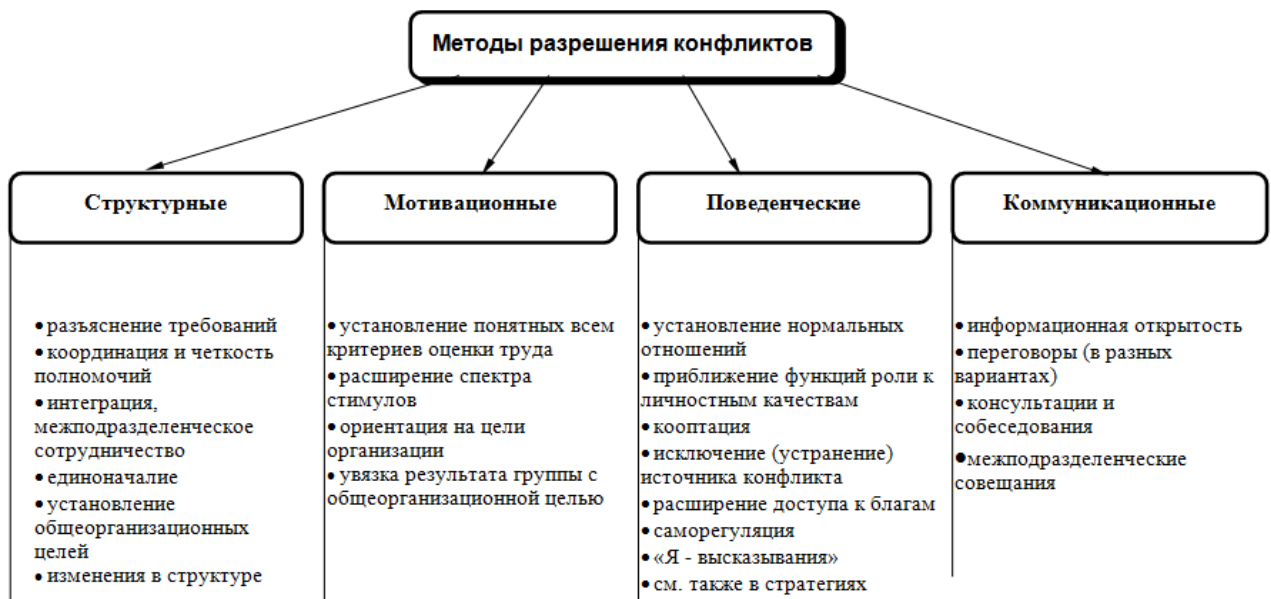 Методы разрешения конфликтов
Структурные
• разъяснение требований
• координация и четкость
полномочий
• интеграция,
межподразделенческое
сотрудничество
• единоначалие
• установление
общеорганизационных
целей
• изменения в структуре
Мотивационные
• установление понятных всем
критериев оценки труда
• расширение спектра
стимулов
• ориентация на цели
организации
• увязка результата группы с
общеорганизационной целью
Поведенческие
• установление нормальных
отношений
• приближение функций роли к
личностным качествам
• кооптация
• исключение (устранение)
источника конфликта
• расширение доступа к благам
• саморегуляция
• «Я - высказывания»
• см. также в стратегиях
Коммуникационные
• информационная открытость
• переговоры (в разных
вариантах)
• консультации и
собеседования
• межподразделенческие
совещания